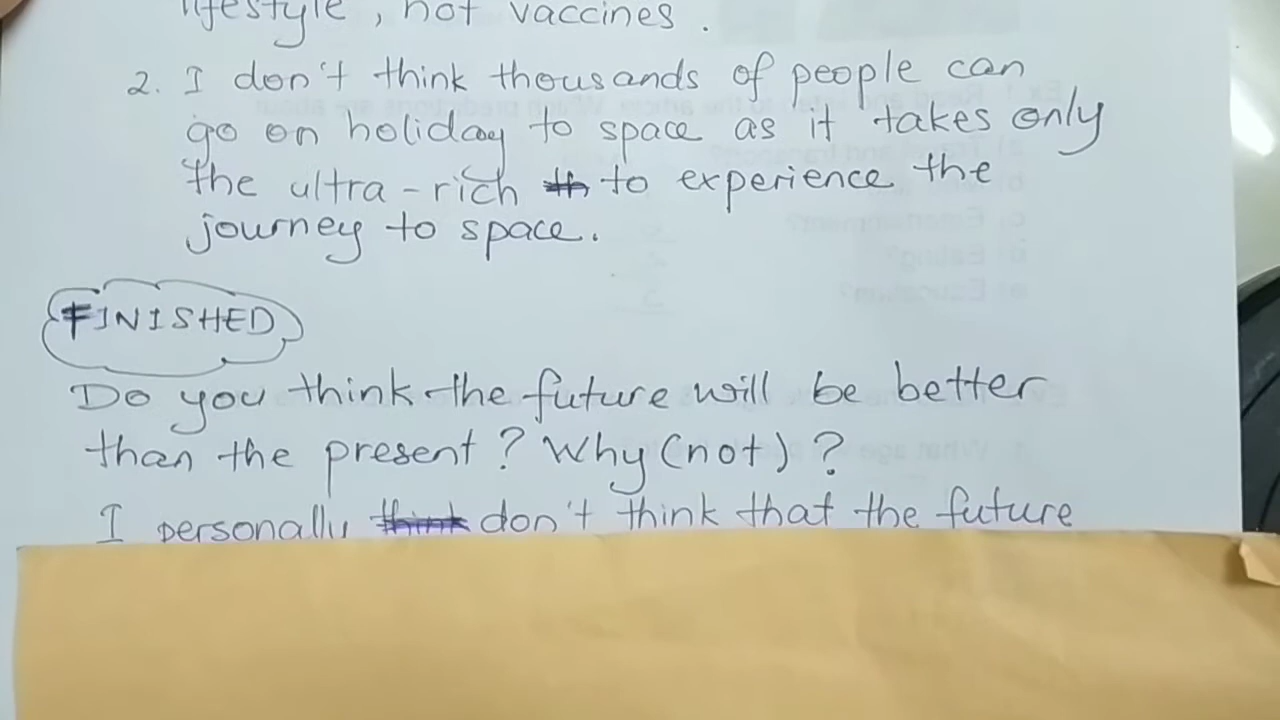 lifestyle, not vaccines.
2. I don't think thousands of people can
go on holiday to space as it takes only
the ultra-rich to experience the
journey to space.
FINISHED
Do you think the future will be better
than the present? Why (not)?
I personally don't think that the future